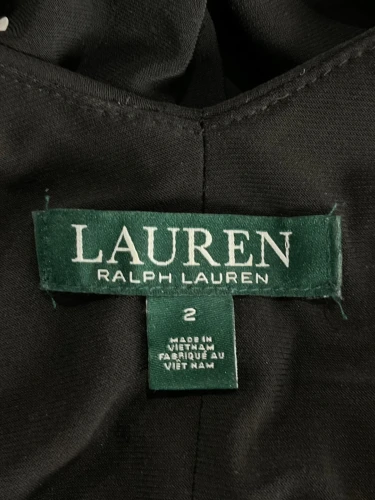 LAUREN
RALPH LAUREN
2
MADE IN
VIETNAM
FABRIQUÉ AU
VIET NAM